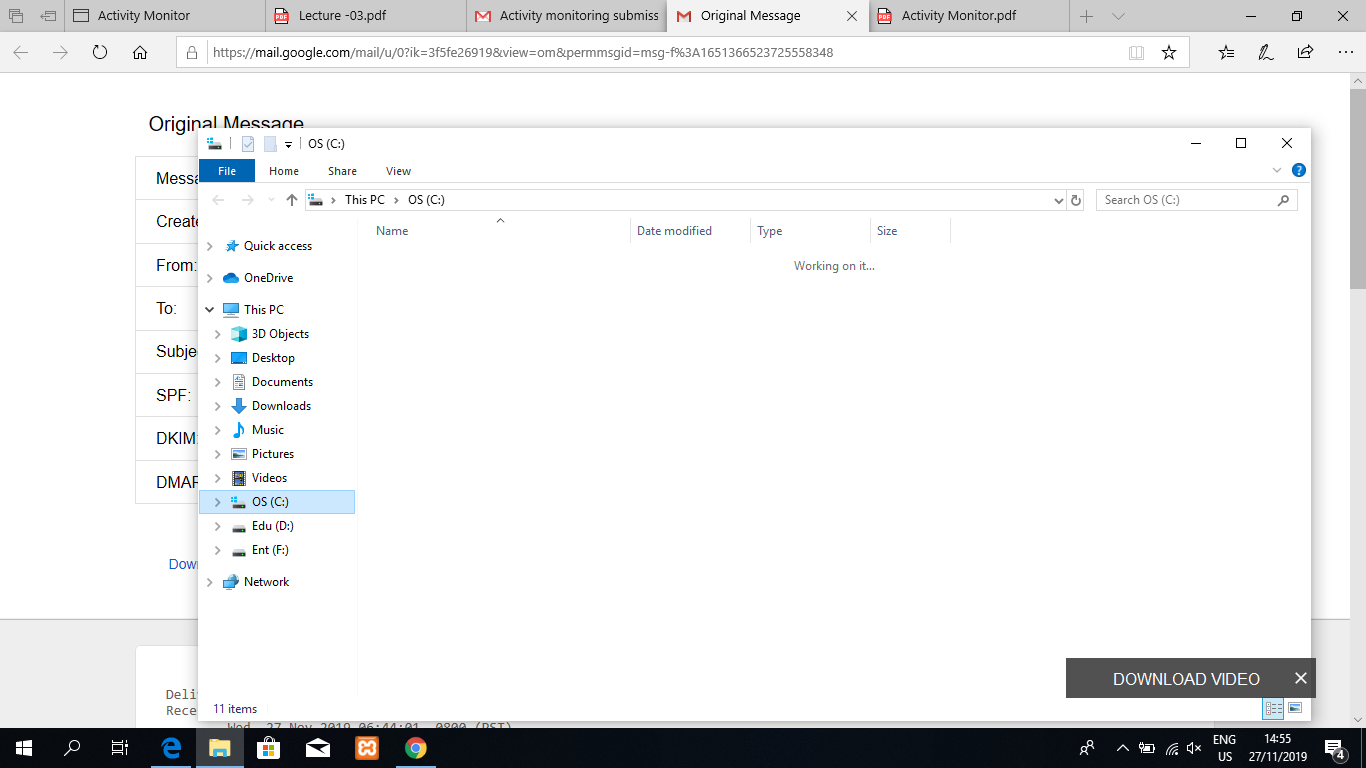 Activity Monitor
Lecture -03.pdf
Activity monitoring submiss
Original Message
Activity Monitor.pdf
https://mail.google.com/mail/u/0?ik=3f5fe26919&view=om&permmsgid=msg-f%3A1651366523725558348
Original Message
Messa
Create
From:
To:
Subje
SPF:
DKIM:
DMAR
Down
Deli
Rece
Wed, 27 Nov 2019 06:44:01 -0800 (PST)
OS (C:)
File
Home
Share
View
This PC
OS (C:)
Search OS (C:)
Name
Date modified
Type
Size
Working on it...
Quick access
OneDrive
This PC
3D Objects
Desktop
Documents
Downloads
Music
Pictures
Videos
OS (C:)
Edu (D:)
Ent (F:)
Network
11 items
DOWNLOAD VIDEO
ENG
US
14:55
27/11/2019
4